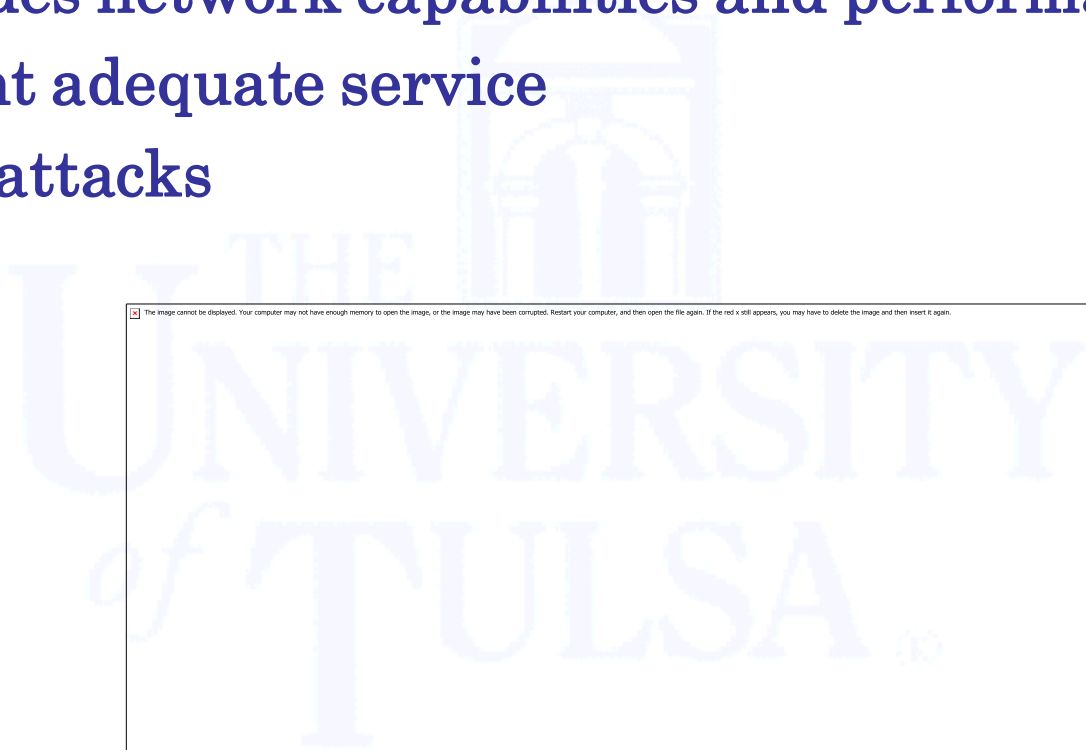 network capabilities and
adequate service
attacks
THE
The image cannot be displayed. Your computer may not have enough memory to open the image, or the image may have been corrupted. Restart your computer, and then open the file again. If the red x still appears, you may have to delete the image and then insert it again.
UNIVERSITY
of TULSA